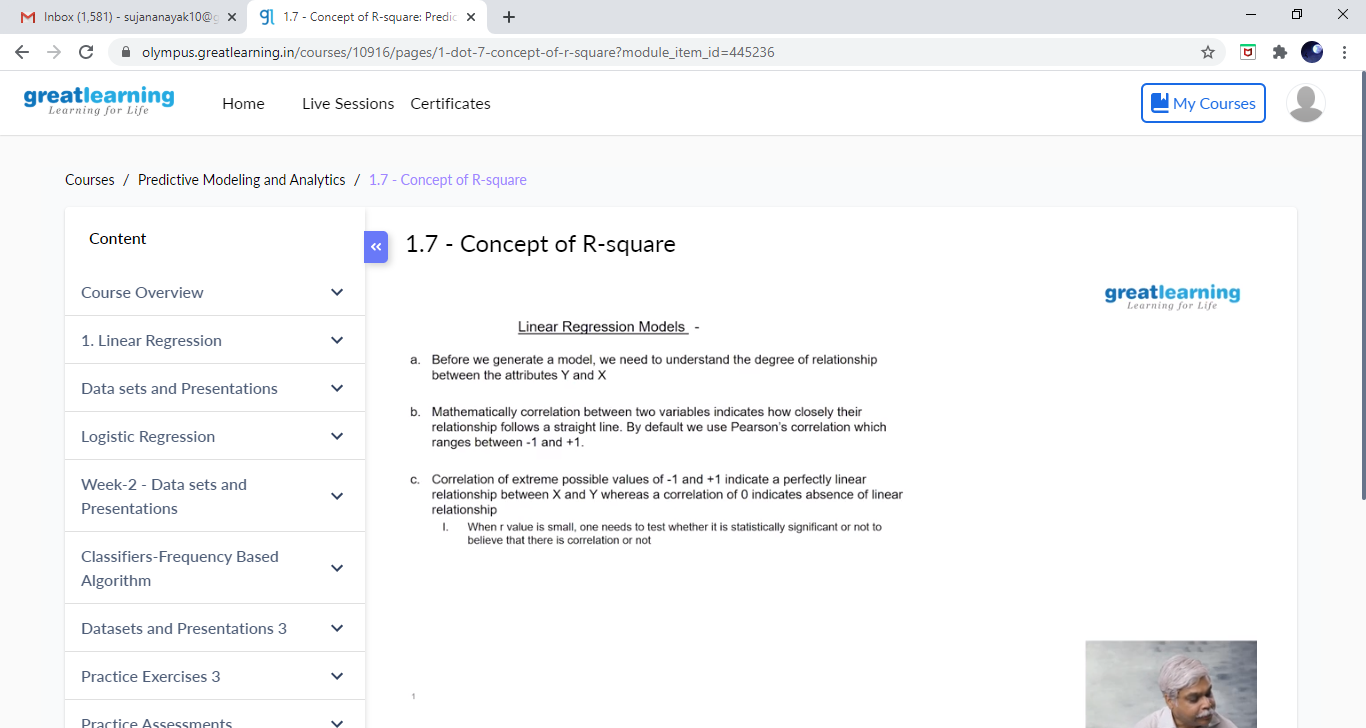 Inbox (1,581) - sujananayak10@g
1.7 - Concept of R-square: Predic
olympus.greatlearning.in/courses/10916/pages/1-dot-7-concept-of-r-square?module_item_id=445236
greatlearning
Learning for Life
Home
Live Sessions
Certificates
My Courses
Courses / Predictive Modeling and Analytics / 1.7 - Concept of R-square
Content
Course Overview
1. Linear Regression
Data sets and Presentations
Logistic Regression
Week-2 - Data sets and
Presentations
Classifiers-Frequency Based
Algorithm
Datasets and Presentations 3
Practice Exercises 3
Practice Assessments
1.7 - Concept of R-square
greatlearning
Learning for Life
Linear Regression Models -
a. Before we generate a model, we need to understand the degree of relationship
between the attributes Y and X
b. Mathematically correlation between two variables indicates how closely their
relationship follows a straight line. By default we use Pearson's correlation which
ranges between -1 and +1.
c. Correlation of extreme possible values of -1 and +1 indicate a perfectly linear
relationship between X and Y whereas a correlation of 0 indicates absence of linear
relationship
I. When r value is small, one needs to test whether it is statistically significant or not to
believe that there is correlation or not
1